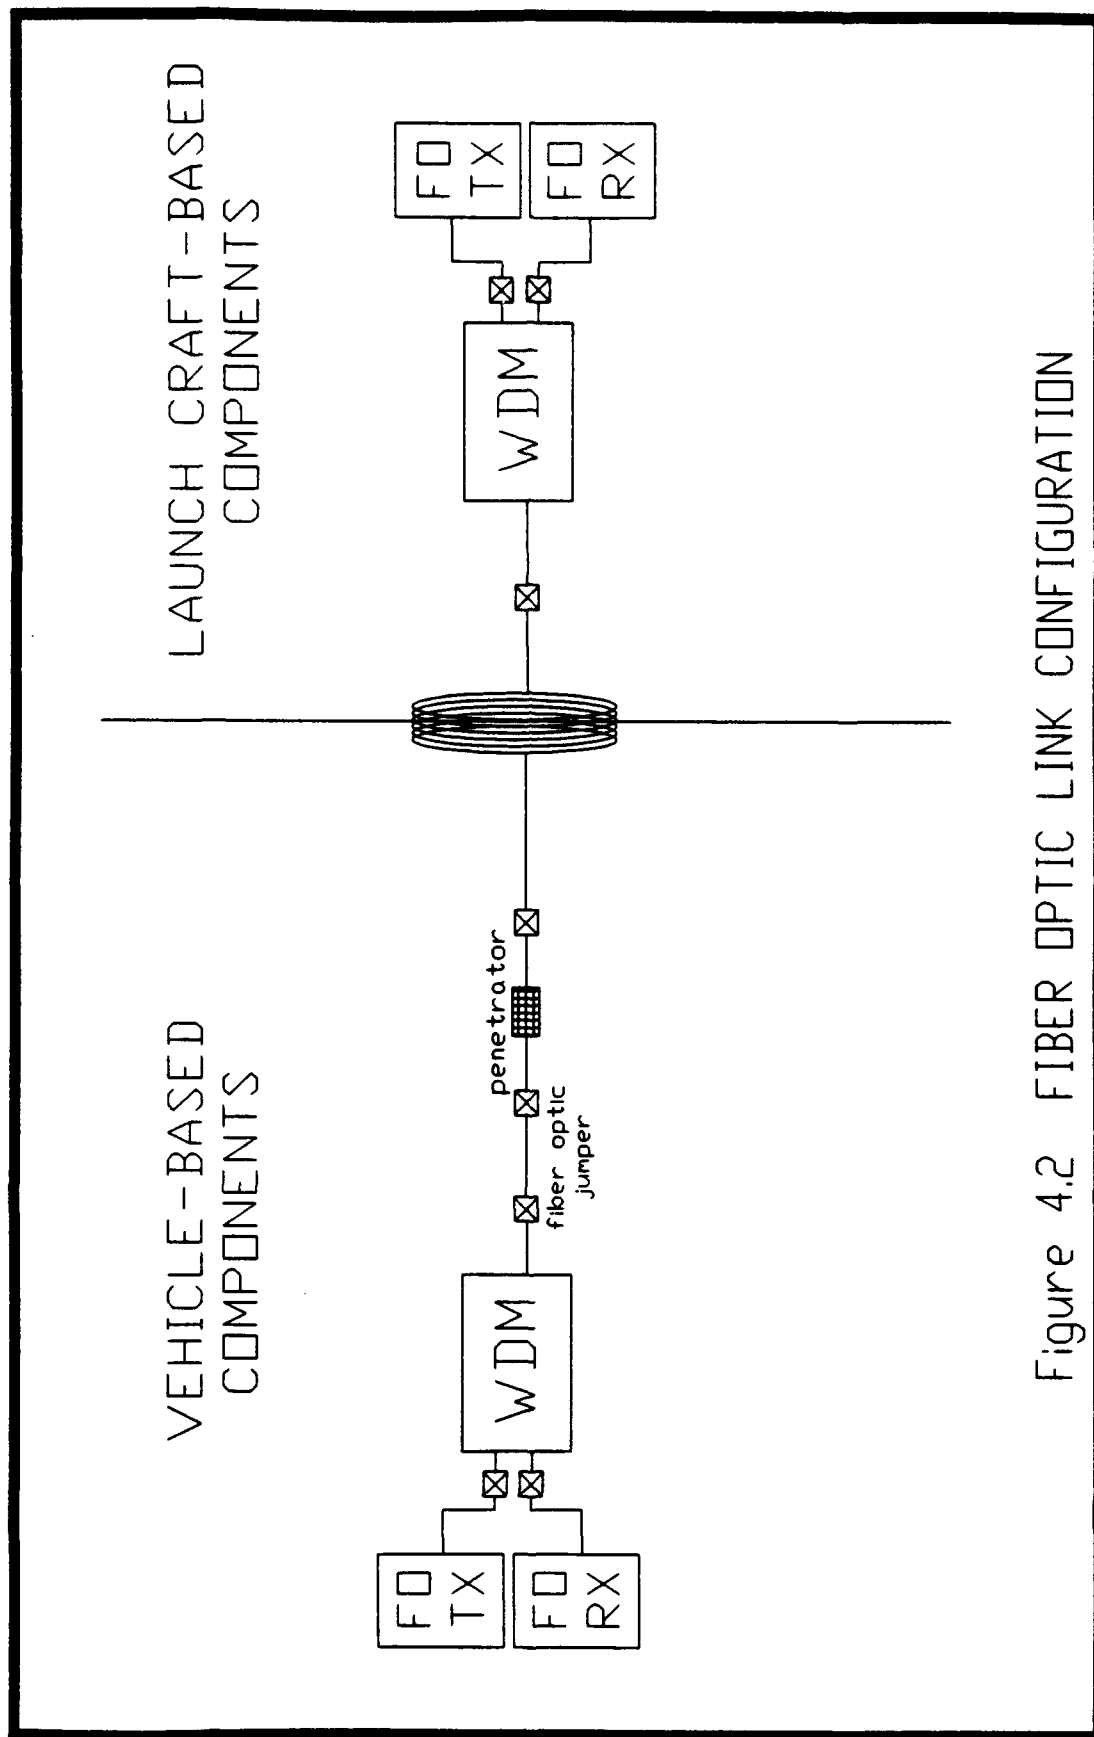 VEHICLE-BASED
COMPONENTS
LAUNCH CRAFT-BASED
COMPONENTS
FO
TX
FO
RX
WDM
fiber optic
jumper
penetrator
WDM
FO
TX
FO
RX
Figure 4.2 FIBER OPTIC LINK CONFIGURATION